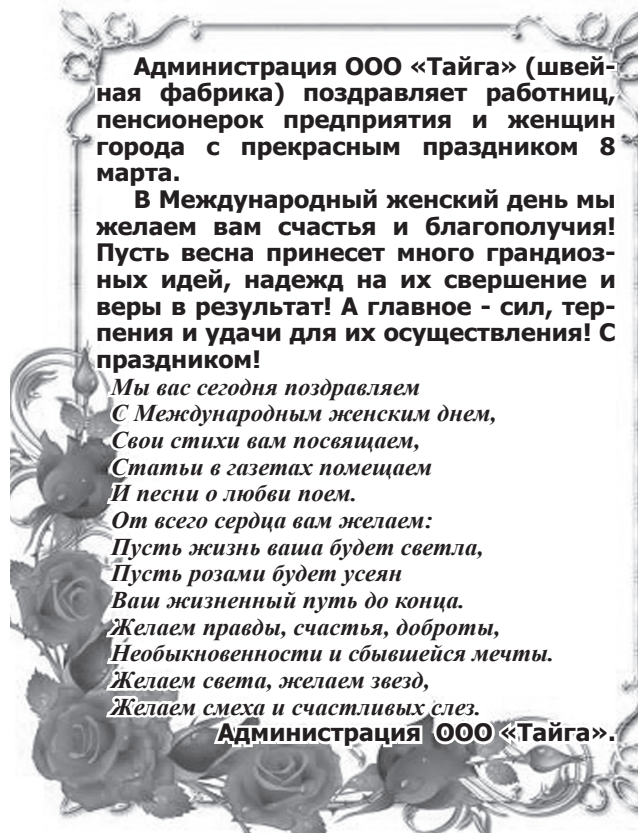 Администрация ООО «Тайга» (швей-
ная фабрика) поздравляет работниц,
пенсионерок предприятия и женщин
города с прекрасным праздником 8
марта.
В Международный женский день мы
желаем вам счастья и благополучия!
Пусть весна принесет много грандиоз-
ных идей, надежд на их свершение и
веры в результат! А главное - сил, тер-
пения и удачи для их осуществления! С
праздником!
Мы вас сегодня поздравляем
С Международным женским днем,
Свои стихи вам посвящаем,
Статьи в газетах помещаем
И песни о любви поем.
От всего сердца вам желаем:
Пусть жизнь ваша будет светла,
Пусть розами будет усеян
Ваш жизненный путь до конца.
Желаем правды, счастья, доброты,
Необыкновенности и сбывшейся мечты.
Желаем света, желаем звезд,
Желаем смеха и счастливых слез.
Администрация ООО «Тайга».